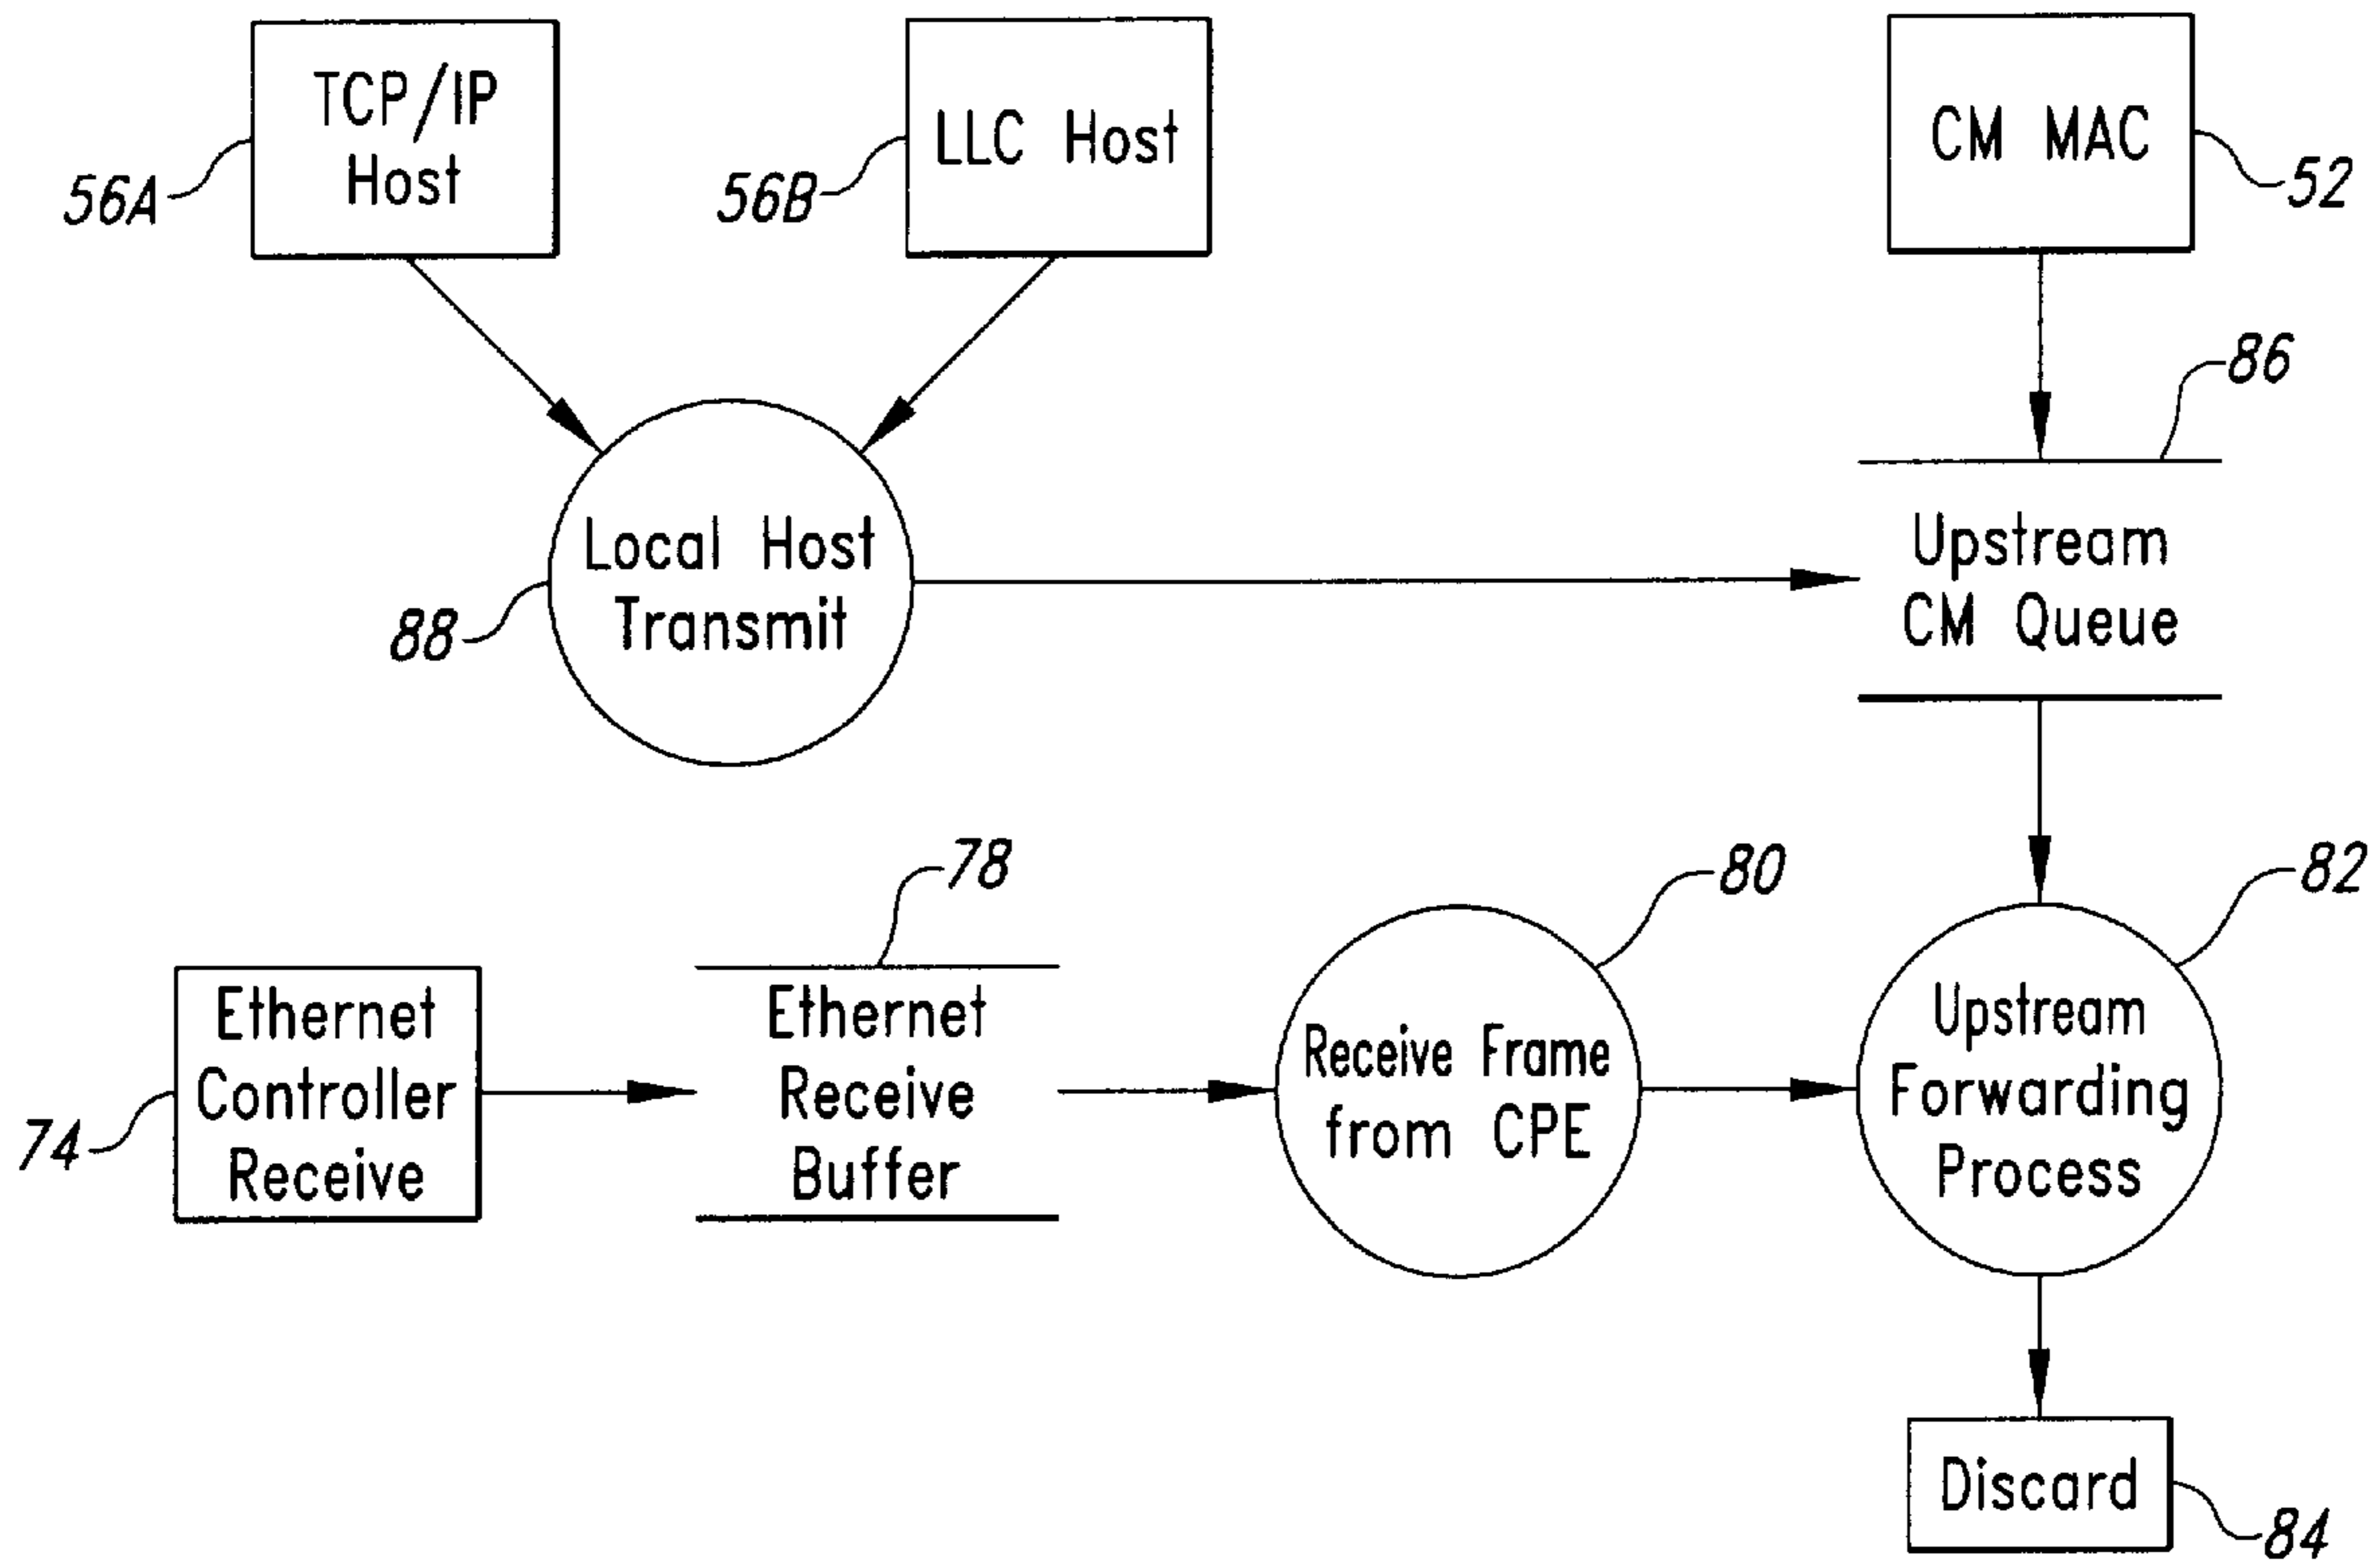 TCP/IP
Host
56A
LLC Host
56B
CM MAC
52
86
Local Host
Transmit
88
Upstream
CM Queue
78
80
82
Ethernet
Controller
Receive
74
Ethernet
Receive
Buffer
Receive Frame
from CPE
Upstream
Forwarding
Process
Discard
84